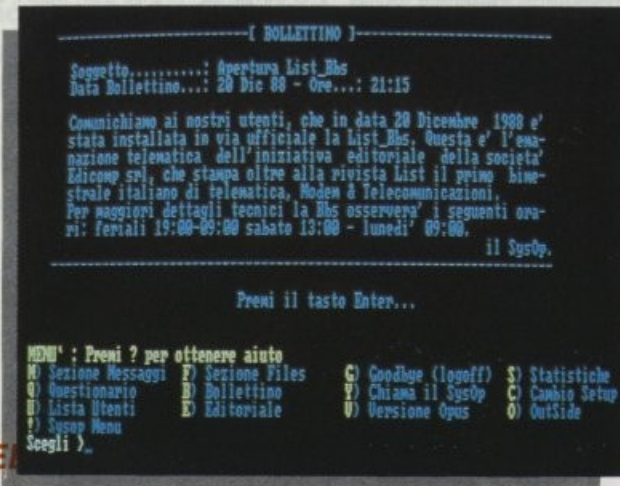 [ BOLLETTINO ]
Soggetto..........: Apertura List_Bbs
Data Bollettino...: 20 Dic 88 - Ore...: 21:15
Comunichiamo ai nostri utenti, che in data 20 Dicembre 1988 e'
stata installata in via ufficiale la List_Bbs. Questa e' l'ema-
nazione telematica dell'iniziativa editoriale della societa'
Edicomp srl, che stampa oltre alla rivista List il primo bime-
strale italiano di telematica, Modem & Telecomunicazioni.
Per maggiori dettagli tecnici la Bbs osservera' i seguenti ora-
ri: feriali 19:00-09:00 sabato 13:00 - lunedi' 09:00.
il SysOp.
Premi il tasto Enter...
MENU' : Premi ? per ottenere aiuto
M) Sezione Messaggi F) Sezione Files G) Goodbye (logoff) S) Statistiche
Q) Questionario B) Bollettino Y) Chiama il SysOp C) Cambio Setup
U) Lista Utenti E) Editoriale V) Versione Opus O) OutSide
!) Sysop Menu
Scegli )_